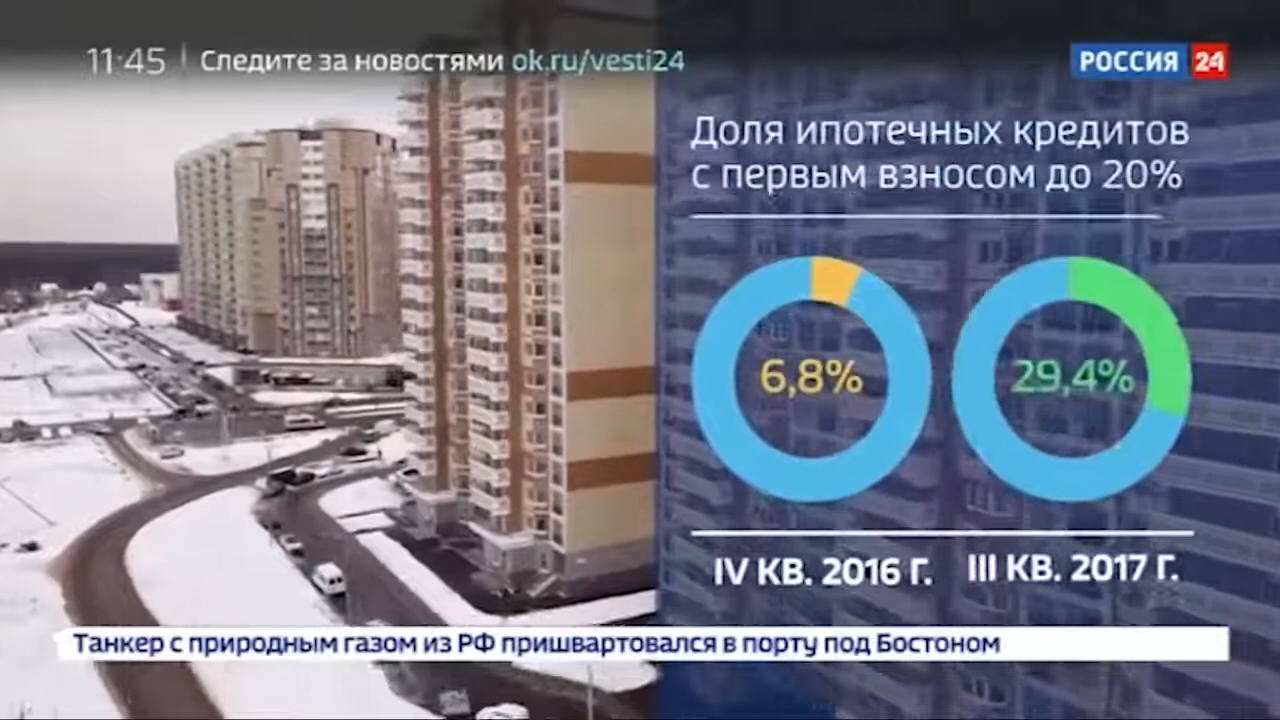 11:45 Следите за новостями ok.ru/vesti24
РОССИЯ 24
Доля ипотечных кредитов
с первым взносом до 20%
6,8%
29,4%
IV КВ. 2016 Г.
III КВ. 2017 Г.
Танкер с природным газом из РФ пришвартовался в порту под Бостоном